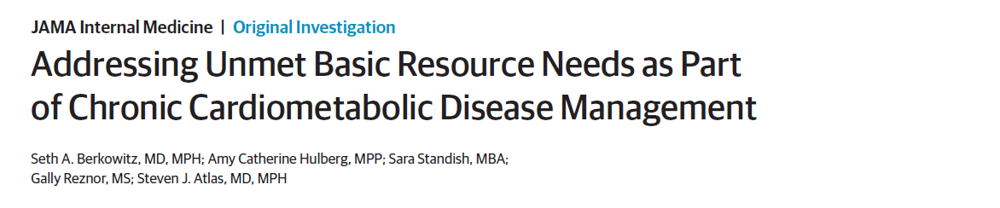 JAMA Internal Medicine | Original Investigation
Addressing Unmet Basic Resource Needs as Part
of Chronic Cardiometabolic Disease Management
Seth A. Berkowitz, MD, MPH; Amy Catherine Hulberg, MPP; Sara Standish, MBA;
Gally Reznor, MS; Steven J. Atlas, MD, MPH